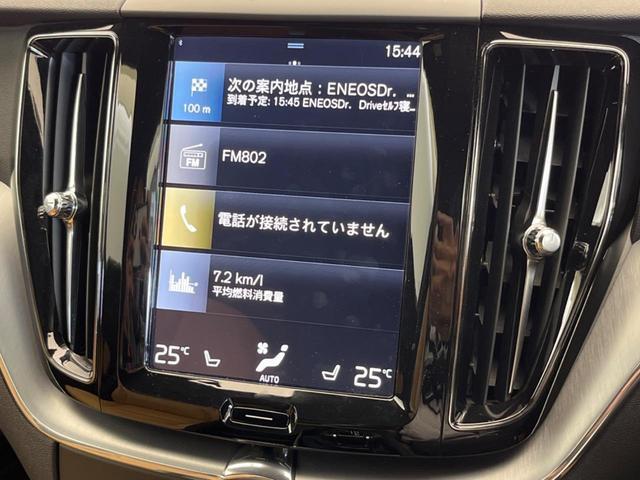 15:44
次の案内地点：ENEOSDr. ...
到着予定: 15:45 ENEOSDr. Driveセルフ寝...
100 m
FM
FM802
電話が接続されていません
7.2 km/l
平均燃料消費量
25°C
AUTO
25°C